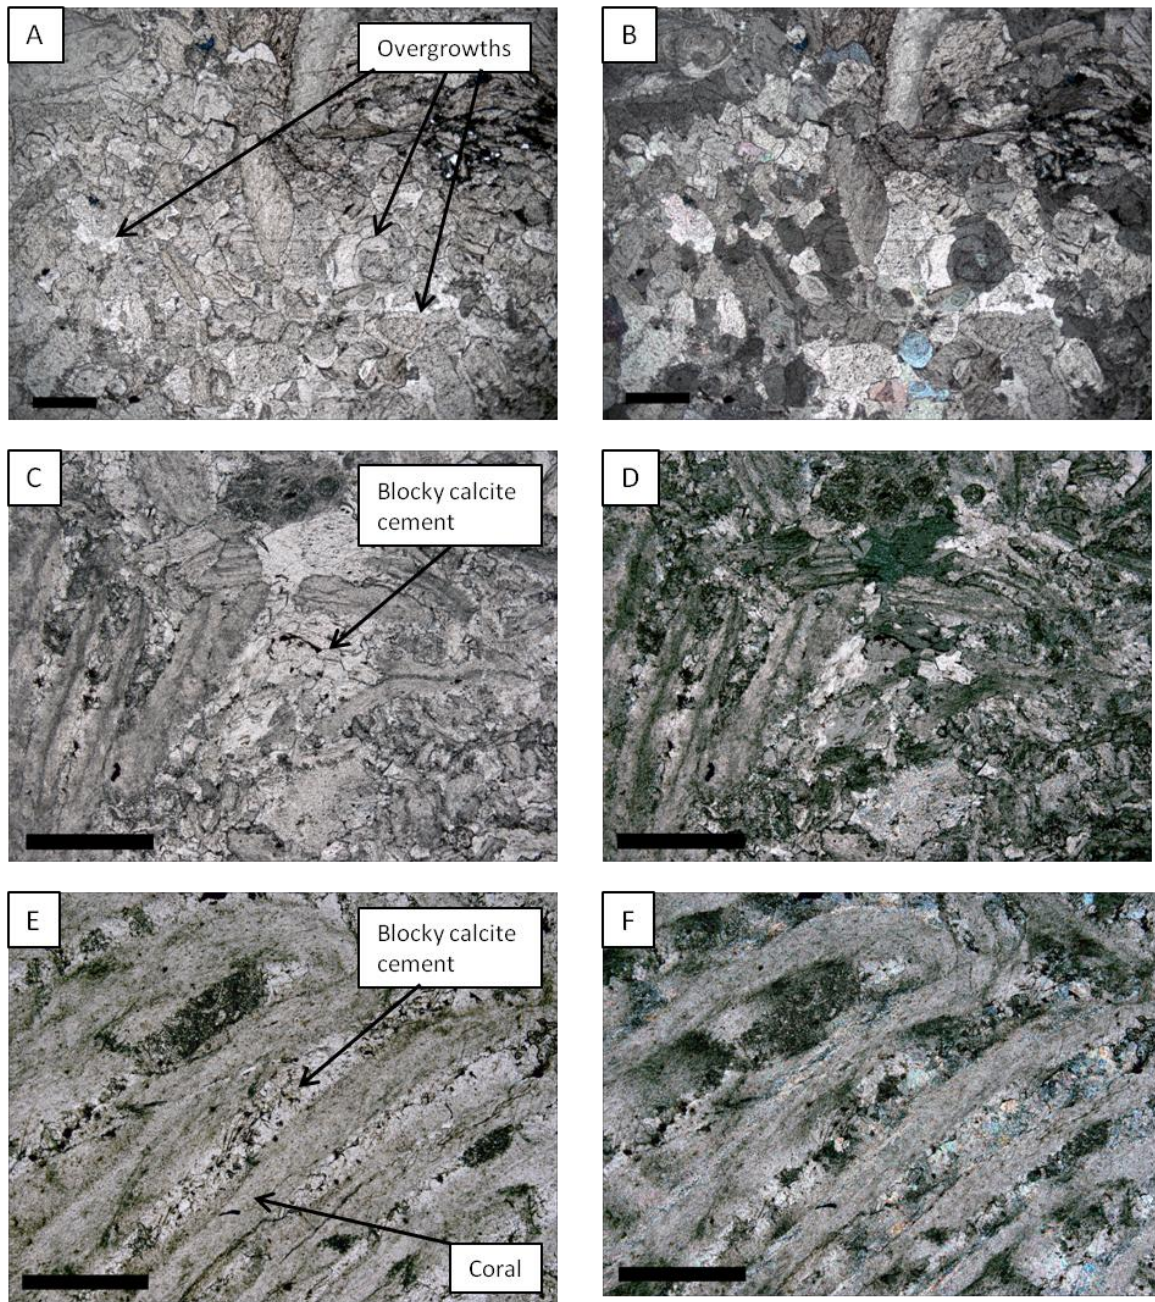 A
Overgrowths
B
C
Blocky calcite
cement
D
E
Blocky calcite
cement
Coral
F